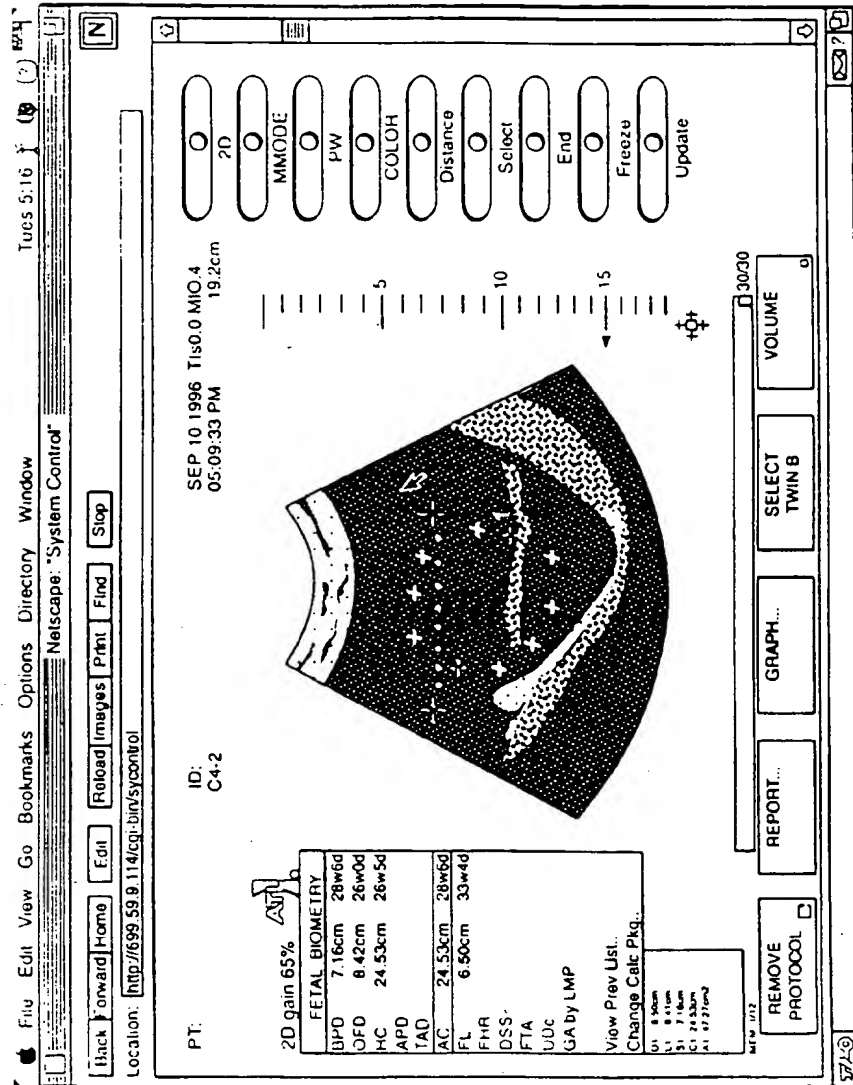 File Edit View Go Bookmarks Options Directory Window
Tues 5:16
Netscape: "System Control"
Back Forward Home Edit Reload Images Print Find Stop
N
Location: http://699.59.9.114/cgi-bin/sycontrol
PT:
ID:
C4-2
SEP 10 1996 TIs0.0 MI0.4
05:09:33 PM 19.2cm
2D gain 65%
ATL
FETAL BIOMETRY
BPD 7.16cm 28w6d
OFD 8.42cm 26w0d
HC 24.53cm 26w5d
APD
TAD
AC 24.53cm 28w6d
FL 6.50cm 33w4d
FHR
DSS-
FTA
UDc
GA by LMP
View Prev List..
Change Calc Pkg..
5
10
15
2D
MMODE
PW
COLOR
Distance
Select
End
Freeze
Update
30/30
REMOVE PROTOCOL
REPORT...
GRAPH...
SELECT TWIN B
VOLUME